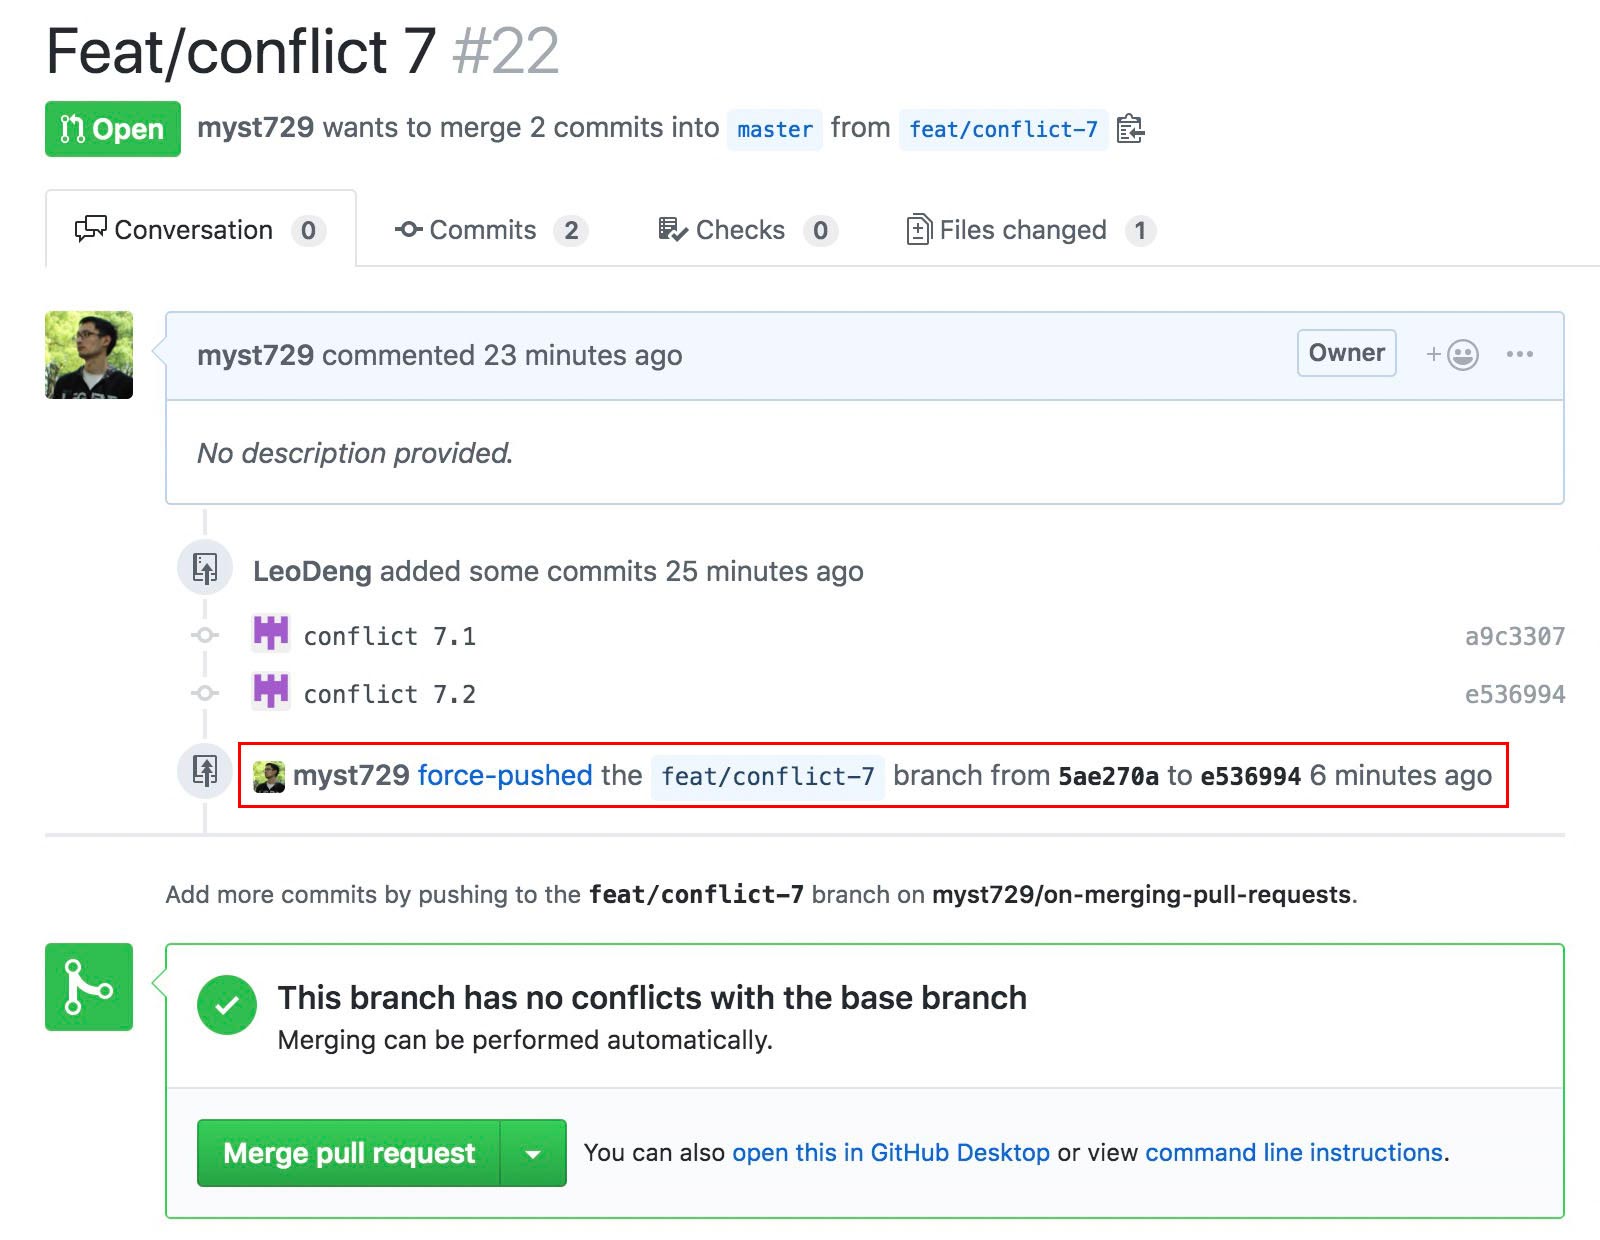 Feat/conflict 7 #22
Open myst729 wants to merge 2 commits into master from feat/conflict-7
Conversation 0 Commits 2 Checks 0 Files changed 1
myst729 commented 23 minutes ago Owner
No description provided.
LeoDeng added some commits 25 minutes ago
conflict 7.1 a9c3307
conflict 7.2 e536994
myst729 force-pushed the feat/conflict-7 branch from 5ae270a to e536994 6 minutes ago
Add more commits by pushing to the feat/conflict-7 branch on myst729/on-merging-pull-requests.
This branch has no conflicts with the base branch
Merging can be performed automatically.
Merge pull request You can also open this in GitHub Desktop or view command line instructions.